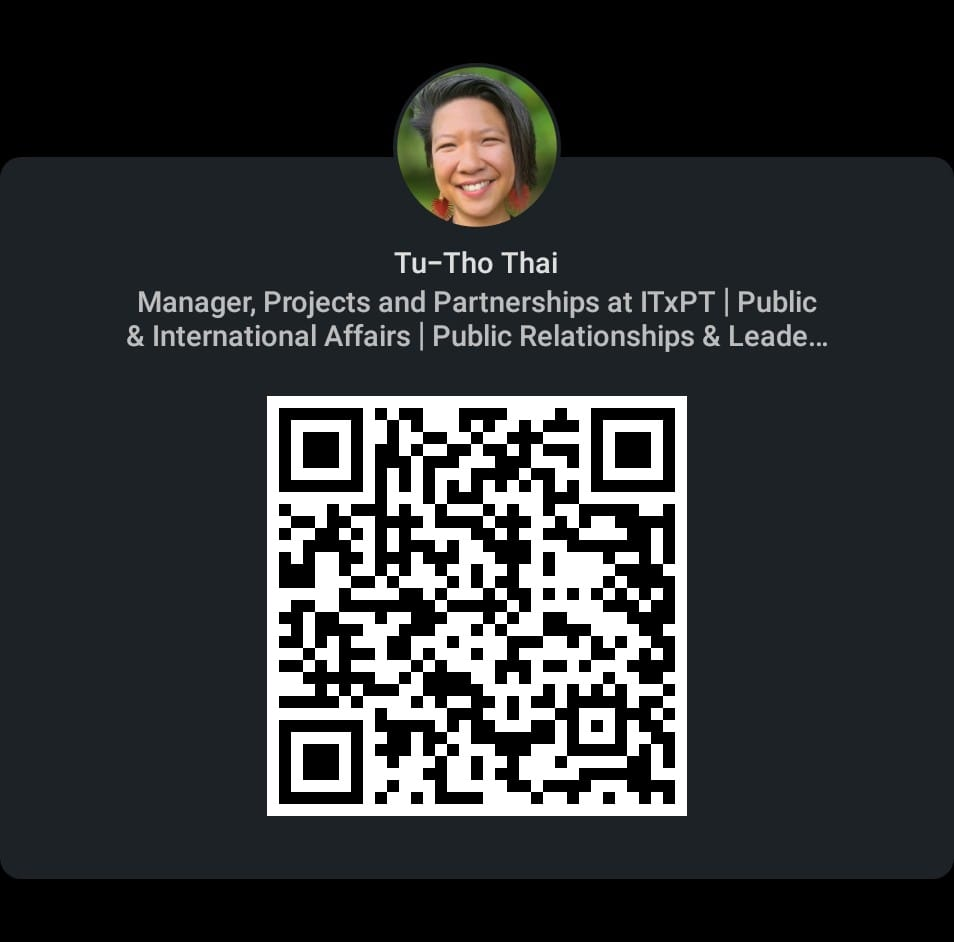 Tu-Tho Thai
Manager, Projects and Partnerships at ITxPT | Public
& International Affairs | Public Relationships & Leade...